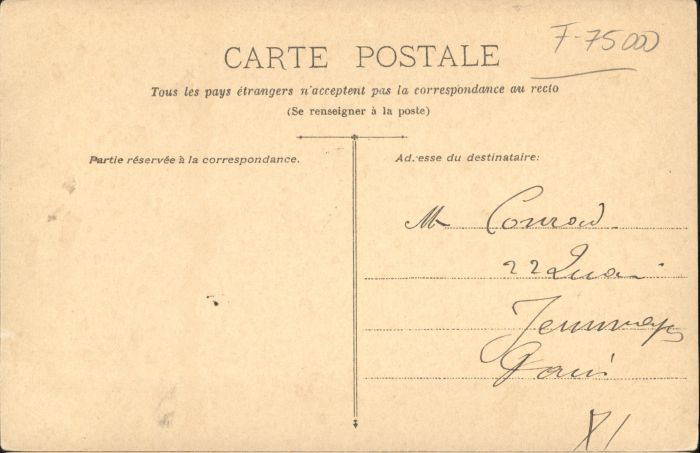 F-75000
CARTE POSTALE
Tous les pays étrangers n'acceptent pas la correspondance au recto
(Se renseigner à la poste)
Partie réservée à la correspondance.
Adresse du destinataire:
M Conrad
22 Quai
Jemmapes
Paris
XI